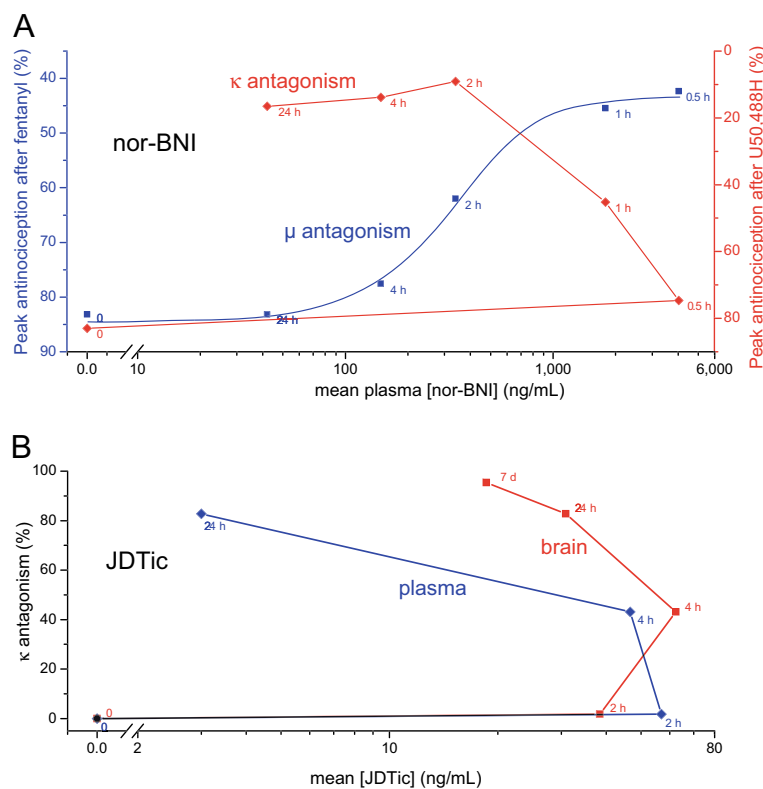 A
Peak antinociception after fentanyl (%)
40
50
60
70
80
90
Peak antinociception after U50.488H (%)
0
20
40
60
80
κ antagonism
nor-BNI
μ antagonism
24 h
4 h
2 h
1 h
0.5 h
0
0
24 h
4 h
2 h
1 h
0.5 h
0.0
10
100
1,000
6,000
mean plasma [nor-BNI] (ng/mL)
B
κ antagonism (%)
100
80
60
40
20
0
JDTic
plasma
brain
7 d
24 h
4 h
2 h
0
0
24 h
4 h
2 h
0.0
2
10
80
mean [JDTic] (ng/mL)